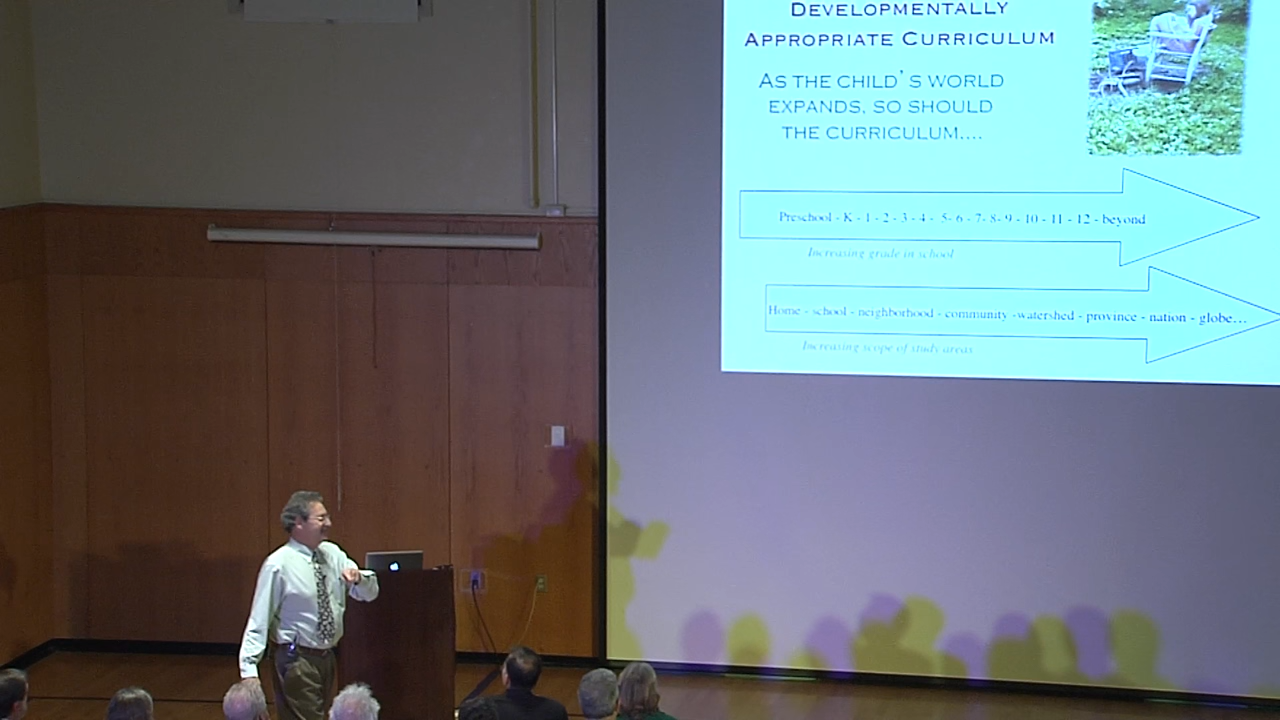 DEVELOPMENTALLY
APPROPRIATE CURRICULUM
AS THE CHILD' S WORLD
EXPANDS, SO SHOULD
THE CURRICULUM....
Preschool - K - 1 - 2 - 3 - 4 - 5- 6 - 7- 8- 9 - 10 - 11 - 12 - beyond
Increasing grade in school
Home - school - neighborhood - community -watershed - province - nation - globe...
Increasing scope of study areas